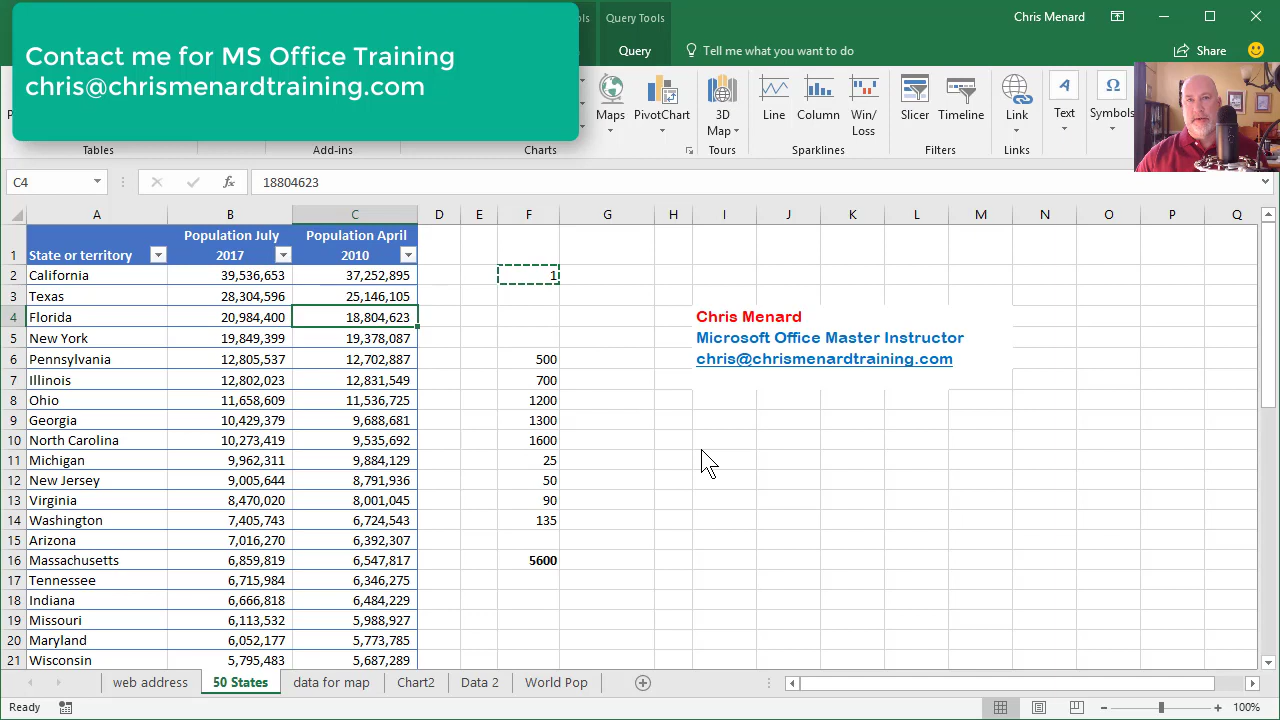 Contact me for MS Office Training
chris@chrismenardtraining.com
Query Tools
Chris Menard
Query
Tell me what you want to do
Share
Maps
PivotChart
3D
Map
Line
Column
Win/
Loss
Slicer
Timeline
Link
Text
Symbols
Tables
Add-ins
Charts
Tours
Sparklines
Filters
Links
C4
fx
18804623
A B C D E F G H I J K L M N O P Q
1 State or territory Population July 2017 Population April 2010
2 California 39,536,653 37,252,895 1
3 Texas 28,304,596 25,146,105
4 Florida 20,984,400 18,804,623
Chris Menard
5 New York 19,849,399 19,378,087
Microsoft Office Master Instructor
6 Pennsylvania 12,805,537 12,702,887 500
chris@chrismenardtraining.com
7 Illinois 12,802,023 12,831,549 700
8 Ohio 11,658,609 11,536,725 1200
9 Georgia 10,429,379 9,688,681 1300
10 North Carolina 10,273,419 9,535,692 1600
11 Michigan 9,962,311 9,884,129 25
12 New Jersey 9,005,644 8,791,936 50
13 Virginia 8,470,020 8,001,045 90
14 Washington 7,405,743 6,724,543 135
15 Arizona 7,016,270 6,392,307
16 Massachusetts 6,859,819 6,547,817 5600
17 Tennessee 6,715,984 6,346,275
18 Indiana 6,666,818 6,484,229
19 Missouri 6,113,532 5,988,927
20 Maryland 6,052,177 5,773,785
21 Wisconsin 5,795,483 5,687,289
web address 50 States data for map Chart2 Data 2 World Pop
Ready 100%